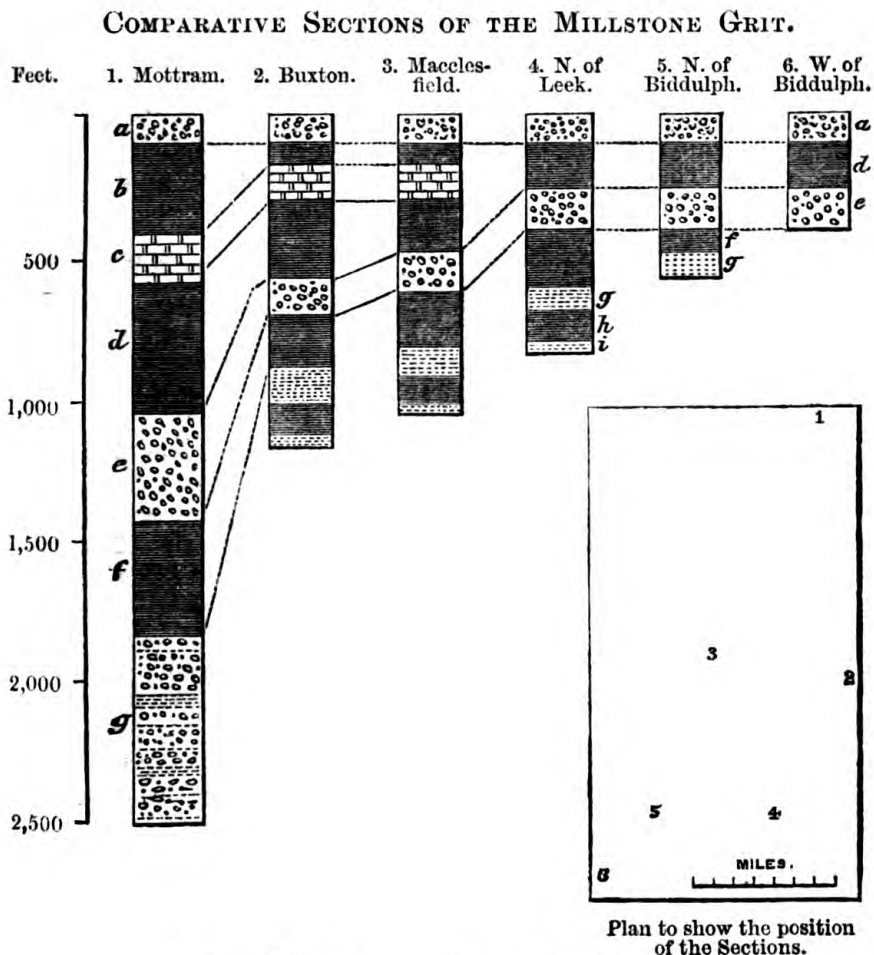 COMPARATIVE SECTIONS OF THE MILLSTONE GRIT.
Feet.
1. Mottram.
2. Buxton.
3. Maccles-
field.
4. N. of
Leek.
5. N. of
Biddulph.
6. W. of
Biddulph.
a
b
c
d
e
f
g
500
1,000
1,500
2,000
2,500
g
h
i
f
g
a
d
e
1
3
2
5
4
6
MILES.
Plan to show the position
of the Sections.